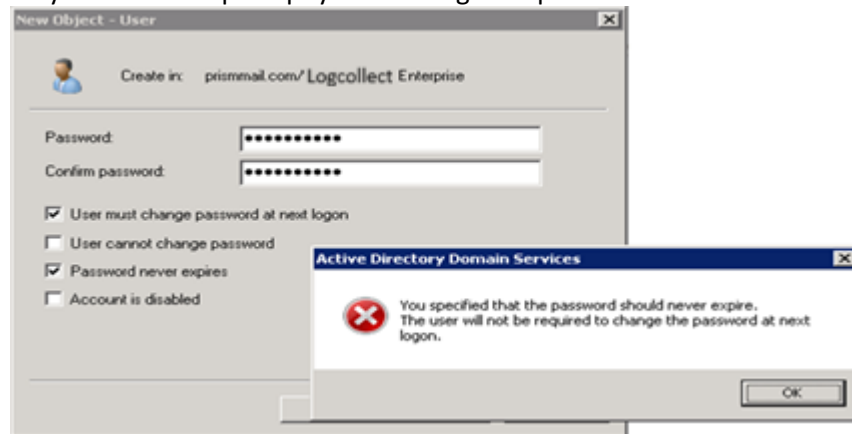 New Object - User
Create in: prismmail.com/Logcollect Enterprise
Password:
Confirm password:
User must change password at next logon
User cannot change password
Password never expires
Account is disabled
Active Directory Domain Services
You specified that the password should never expire.
The user will not be required to change the password at next
logon.
OK